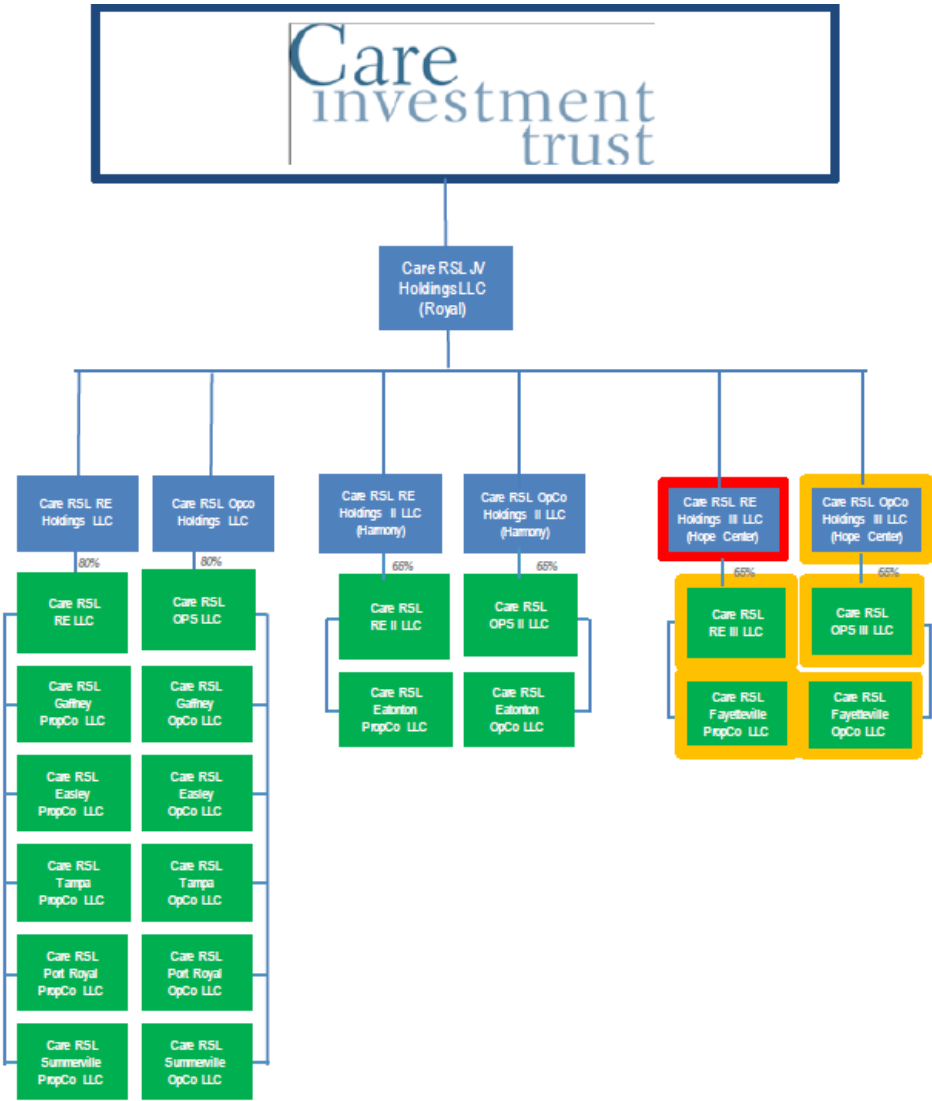 Care
investment
trust
Care RSL JV
Holdings LLC
(Royal)
Care RSL RE
Holdings LLC
Care RSL Opco
Holdings LLC
Care RSL RE
Holdings II LLC
(Harmony)
Care RSL OpCo
Holdings II LLC
(Harmony)
Care RSL RE
Holdings III LLC
(Hope Center)
Care RSL OpCo
Holdings III LLC
(Hope Center)
80%
80%
66%
66%
66%
66%
Care RSL
RE LLC
Care RSL
OPS LLC
Care RSL
RE II LLC
Care RSL
OPS II LLC
Care RSL
RE III LLC
Care RSL
OPS III LLC
Care RSL
Gaffney
PropCo LLC
Care RSL
Gaffney
OpCo LLC
Care RSL
Eatonton
PropCo LLC
Care RSL
Eatonton
OpCo LLC
Care RSL
Fayetteville
PropCo LLC
Care RSL
Fayetteville
OpCo LLC
Care RSL
Easley
PropCo LLC
Care RSL
Easley
OpCo LLC
Care RSL
Tampa
PropCo LLC
Care RSL
Tampa
OpCo LLC
Care RSL
Port Royal
PropCo LLC
Care RSL
Port Royal
OpCo LLC
Care RSL
Summerville
PropCo LLC
Care RSL
Summerville
OpCo LLC